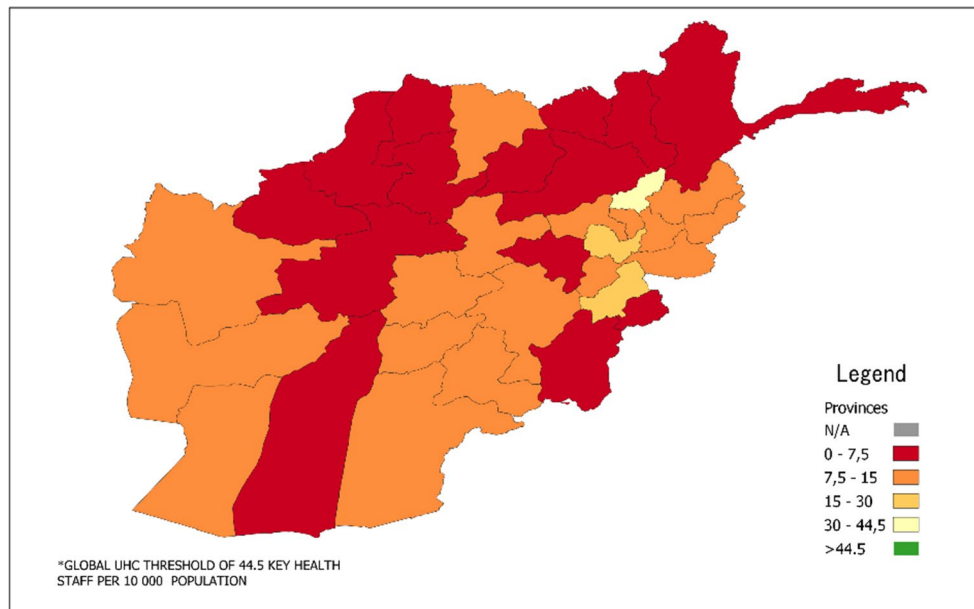 Legend
Provinces
N/A
0 - 7,5
7,5 - 15
15 - 30
30 - 44,5
>44.5
*GLOBAL UHC THRESHOLD OF 44.5 KEY HEALTH
STAFF PER 10 000 POPULATION